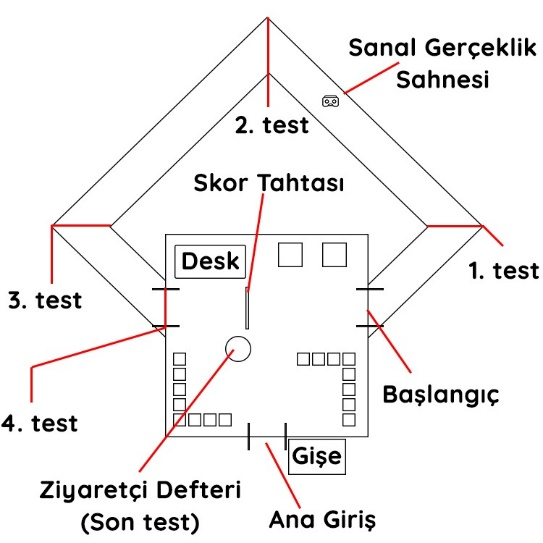 Sanal Gerçeklik
Sahnesi
2. test
Skor Tahtası
Desk
1. test
3. test
Başlangıç
4. test
Gişe
Ziyaretçi Defteri
(Son test)
Ana Giriş